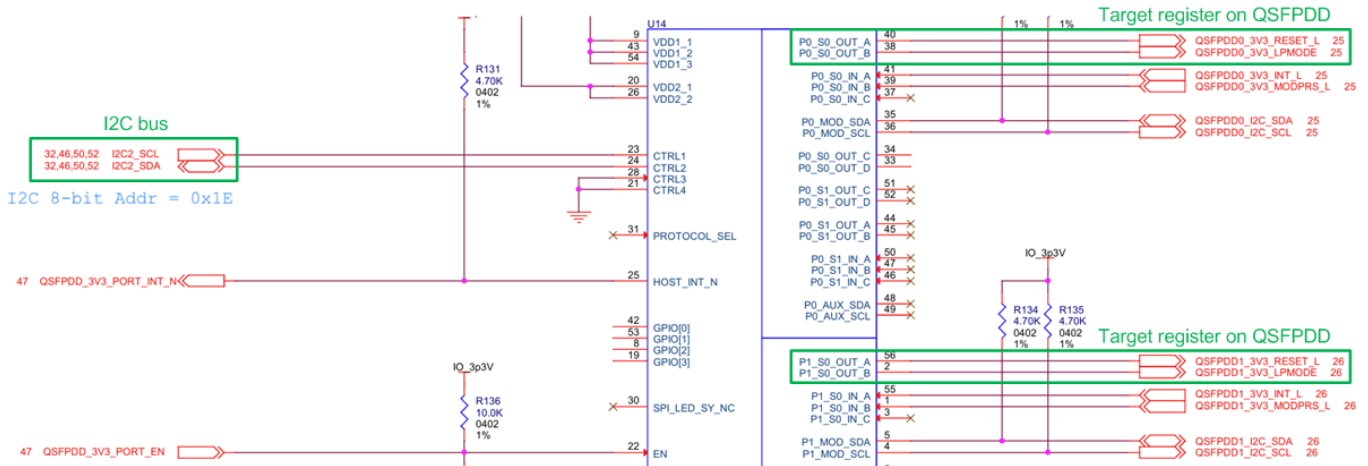 Target register on QSFPDD
U14
1%
1%
9 VDD1_1
43 VDD1_2
54 VDD1_3
20 VDD2_1
26 VDD2_2
R131
4.70K
0402
1%
P0_S0_OUT_A 40 QSFPDD0_3V3_RESET_L 25
P0_S0_OUT_B 38 QSFPDD0_3V3_LPMODE 25
P0_S0_IN_A 41 QSFPDD0_3V3_INT_L 25
P0_S0_IN_B 39 QSFPDD0_3V3_MODPRS_L 25
P0_S0_IN_C 37
P0_MOD_SDA 35 QSFPDD0_I2C_SDA 25
P0_MOD_SCL 36 QSFPDD0_I2C_SCL 25
I2C bus
32,46,50,52 I2C2_SCL 23 CTRL1
32,46,50,52 I2C2_SDA 24 CTRL2
28 CTRL3
21 CTRL4
I2C 8-bit Addr = 0x1E
P0_S0_OUT_C 34
P0_S0_OUT_D 33
P0_S1_OUT_C 51
P0_S1_OUT_D 52
P0_S1_OUT_A 44
P0_S1_OUT_B 45
31 PROTOCOL_SEL
P0_S1_IN_A 50
P0_S1_IN_B 47
P0_S1_IN_C 46
47 QSFPDD_3V3_PORT_INT_N 25 HOST_INT_N
P0_AUX_SDA 48
P0_AUX_SCL 49
IO_3p3V
R134
4.70K
0402
1%
R135
4.70K
0402
1%
42 GPIO[0]
53 GPIO[1]
8 GPIO[2]
19 GPIO[3]
Target register on QSFPDD
P1_S0_OUT_A 56 QSFPDD1_3V3_RESET_L 26
P1_S0_OUT_B 2 QSFPDD1_3V3_LPMODE 26
IO_3p3V
R136
10.0K
0402
1%
30 SPI_LED_SY_NC
P1_S0_IN_A 55 QSFPDD1_3V3_INT_L 26
P1_S0_IN_B 1 QSFPDD1_3V3_MODPRS_L 26
P1_S0_IN_C 3
P1_MOD_SDA 5 QSFPDD1_I2C_SDA 26
P1_MOD_SCL 4 QSFPDD1_I2C_SCL 26
47 QSFPDD_3V3_PORT_EN 22 EN